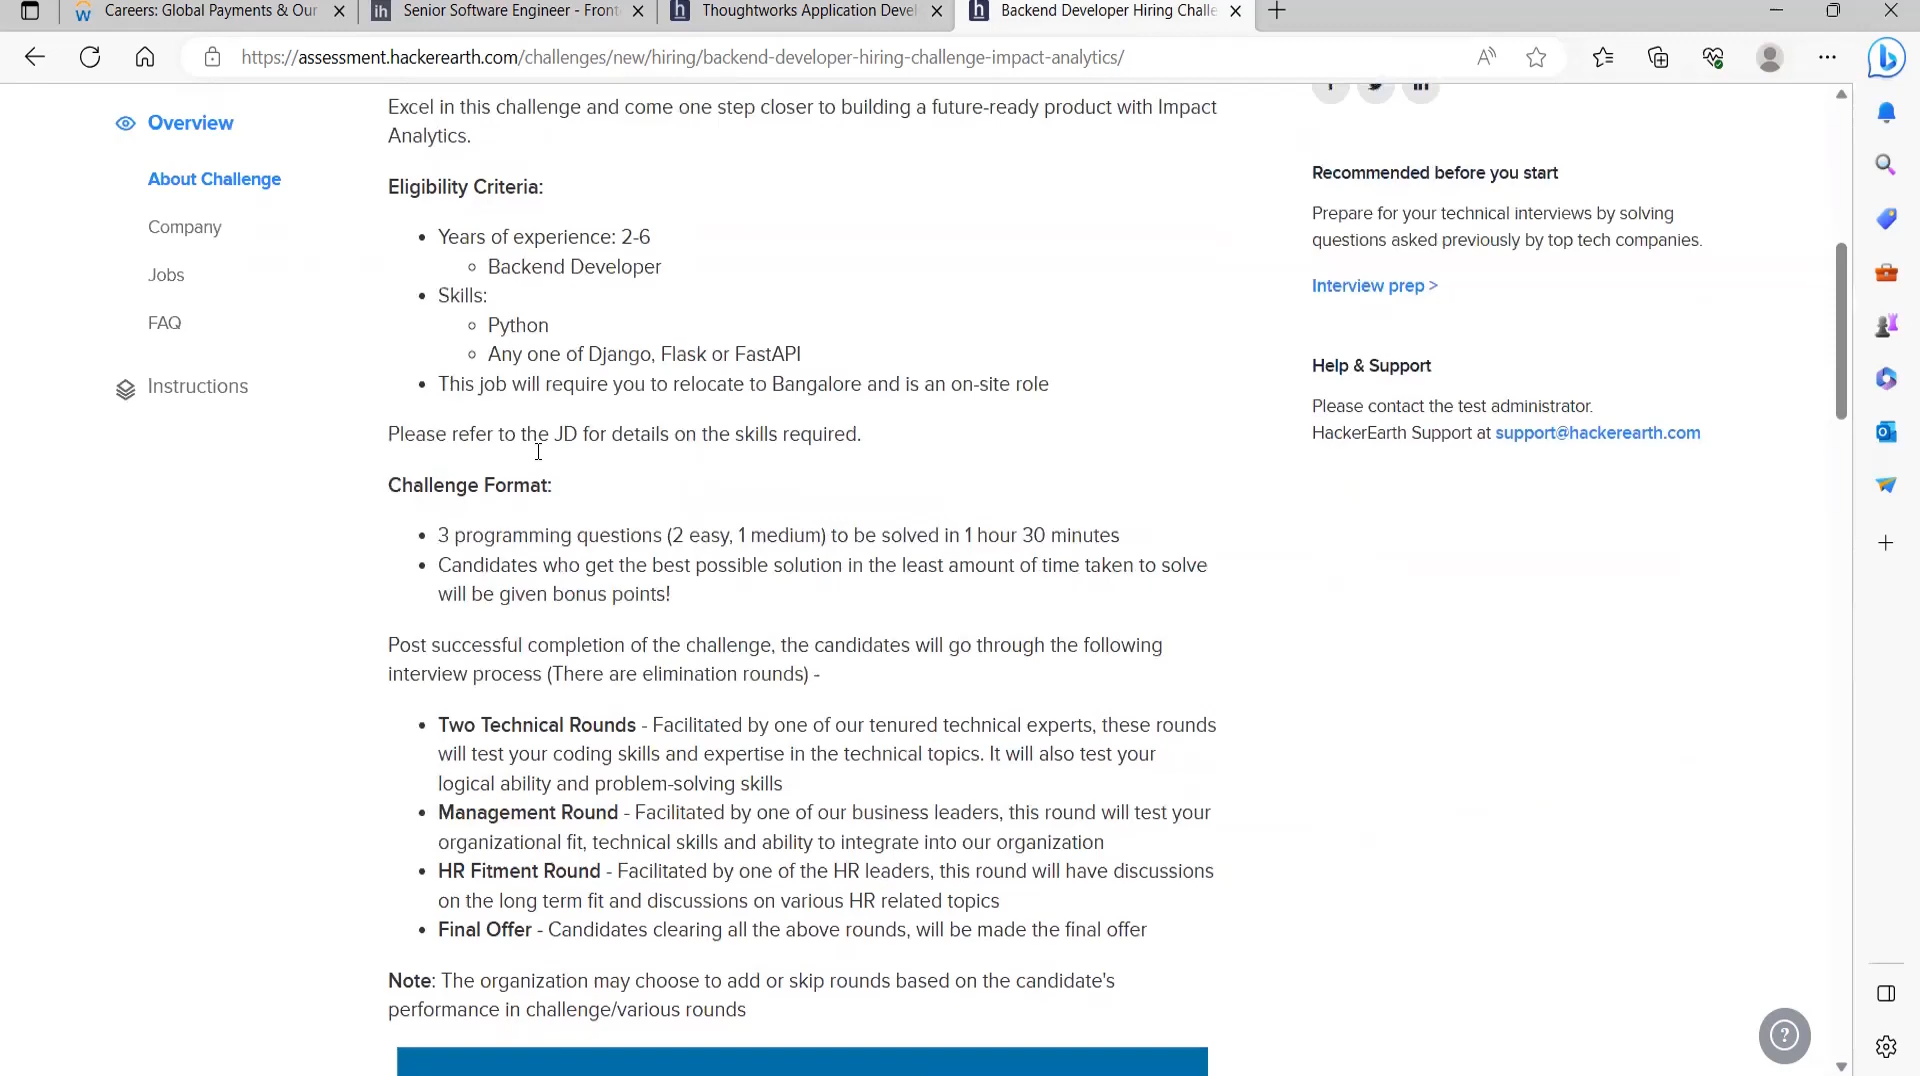 Careers: Global Payments & Our
Senior Software Engineer - Front
Thoughtworks Application Devel
Backend Developer Hiring Challe
https://assessment.hackerearth.com/challenges/new/hiring/backend-developer-hiring-challenge-impact-analytics/
Overview
About Challenge
Company
Jobs
FAQ
Instructions
Excel in this challenge and come one step closer to building a future-ready product with Impact
Analytics.
Eligibility Criteria:
• Years of experience: 2-6
Backend Developer
• Skills:
Python
Any one of Django, Flask or FastAPI
• This job will require you to relocate to Bangalore and is an on-site role
Please refer to the JD for details on the skills required.
Challenge Format:
• 3 programming questions (2 easy, 1 medium) to be solved in 1 hour 30 minutes
• Candidates who get the best possible solution in the least amount of time taken to solve
will be given bonus points!
Post successful completion of the challenge, the candidates will go through the following
interview process (There are elimination rounds) -
• Two Technical Rounds - Facilitated by one of our tenured technical experts, these rounds
will test your coding skills and expertise in the technical topics. It will also test your
logical ability and problem-solving skills
• Management Round - Facilitated by one of our business leaders, this round will test your
organizational fit, technical skills and ability to integrate into our organization
• HR Fitment Round - Facilitated by one of the HR leaders, this round will have discussions
on the long term fit and discussions on various HR related topics
• Final Offer - Candidates clearing all the above rounds, will be made the final offer
Note: The organization may choose to add or skip rounds based on the candidate's
performance in challenge/various rounds
Recommended before you start
Prepare for your technical interviews by solving
questions asked previously by top tech companies.
Interview prep >
Help & Support
Please contact the test administrator.
HackerEarth Support at support@hackerearth.com